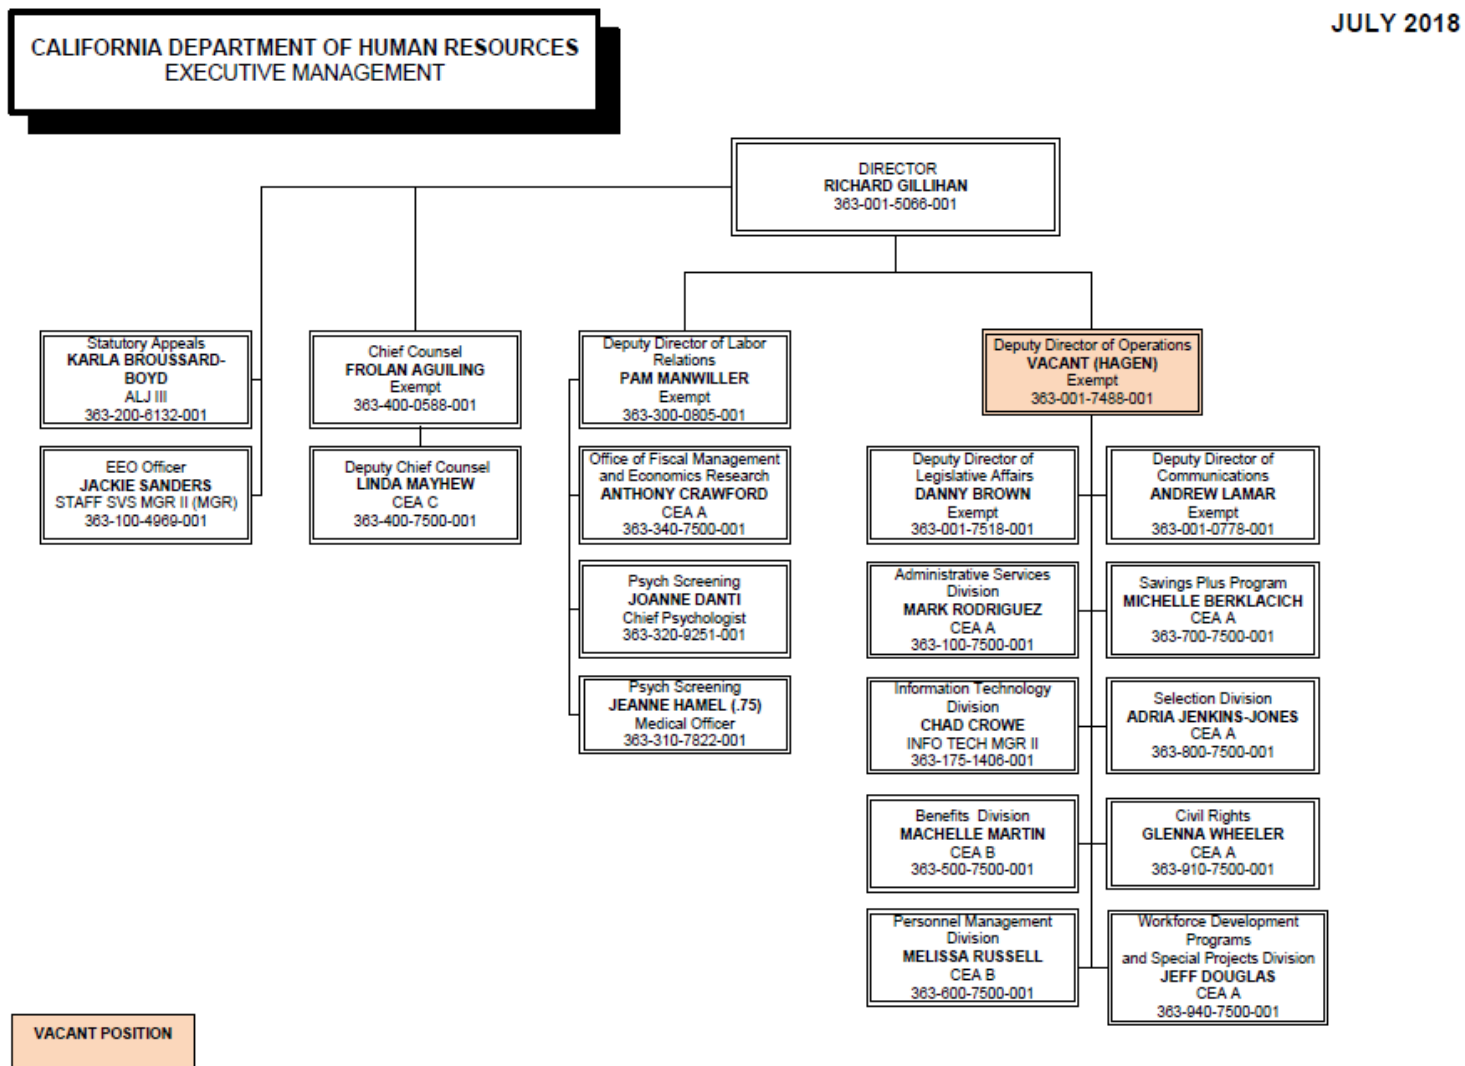 CALIFORNIA DEPARTMENT OF HUMAN RESOURCES
EXECUTIVE MANAGEMENT
JULY 2018
DIRECTOR
RICHARD GILLIHAN
363-001-5066-001
Statutory Appeals
KARLA BROUSSARD-
BOYD
ALJ III
363-200-6132-001
Chief Counsel
FROLAN AGUILING
Exempt
363-400-0588-001
Deputy Director of Labor
Relations
PAM MANWILLER
Exempt
363-300-0805-001
Deputy Director of Operations
VACANT (HAGEN)
Exempt
363-001-7488-001
EEO Officer
JACKIE SANDERS
STAFF SVS MGR II (MGR)
363-100-4969-001
Deputy Chief Counsel
LINDA MAYHEW
CEA C
363-400-7500-001
Office of Fiscal Management
and Economics Research
ANTHONY CRAWFORD
CEA A
363-340-7500-001
Deputy Director of
Legislative Affairs
DANNY BROWN
Exempt
363-001-7518-001
Deputy Director of
Communications
ANDREW LAMAR
Exempt
363-001-0778-001
Psych Screening
JOANNE DANTI
Chief Psychologist
363-320-9251-001
Administrative Services
Division
MARK RODRIGUEZ
CEA A
363-100-7500-001
Savings Plus Program
MICHELLE BERKLACICH
CEA A
363-700-7500-001
Psych Screening
JEANNE HAMEL (.75)
Medical Officer
363-310-7822-001
Information Technology
Division
CHAD CROWE
INFO TECH MGR II
363-175-1406-001
Selection Division
ADRIA JENKINS-JONES
CEA A
363-800-7500-001
Benefits  Division
MACHELLE MARTIN
CEA B
363-500-7500-001
Civil Rights
GLENNA WHEELER
CEA A
363-910-7500-001
Personnel Management
Division
MELISSA RUSSELL
CEA B
363-600-7500-001
Workforce Development
Programs
and Special Projects Division
JEFF DOUGLAS
CEA A
363-940-7500-001
VACANT POSITION